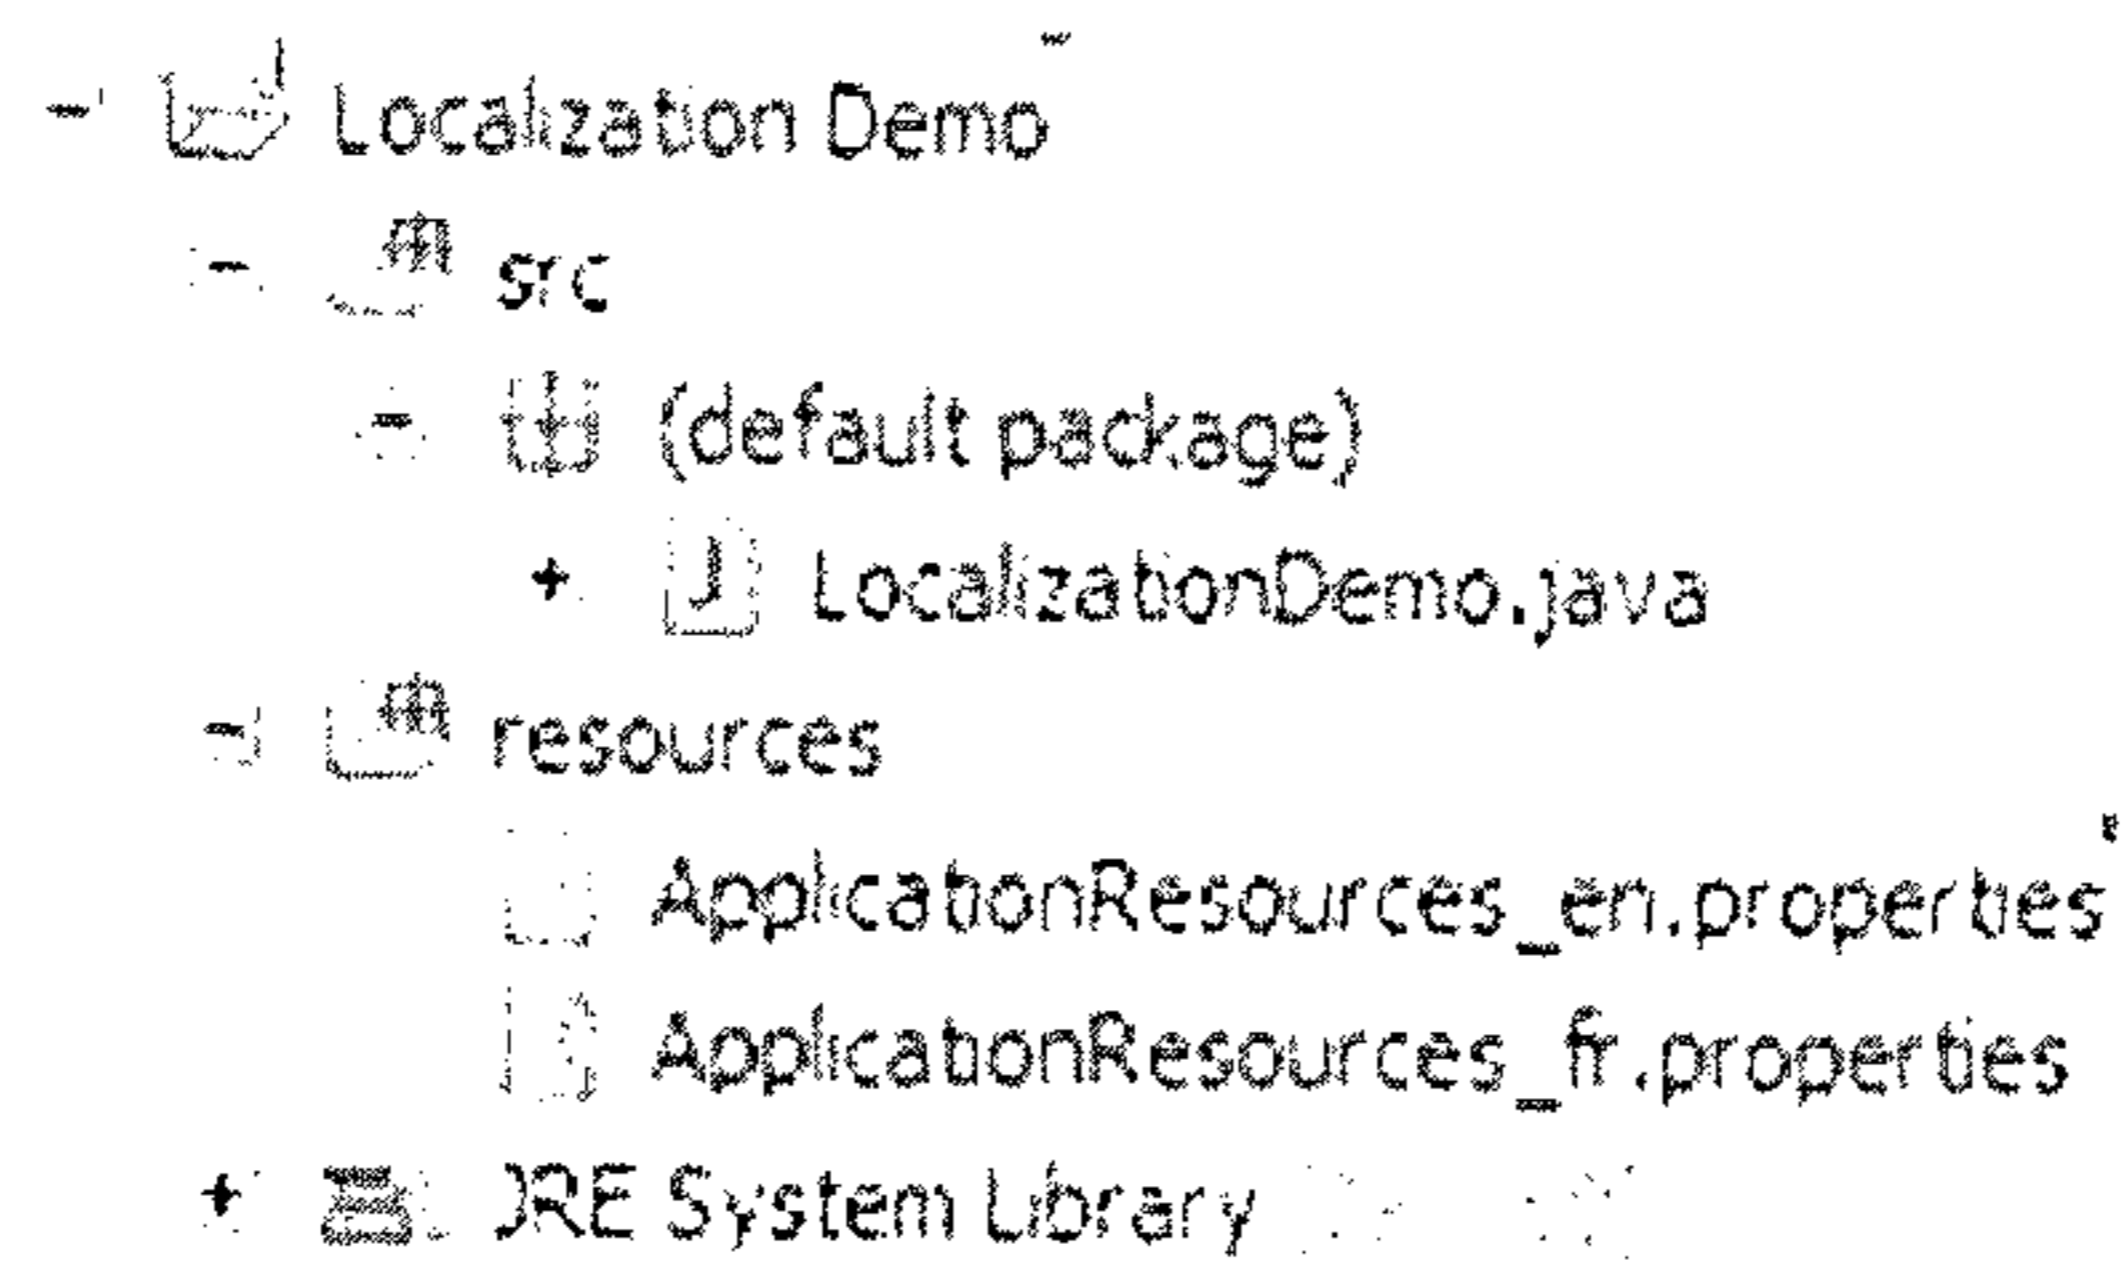 Localization Demo
src
(default package)
LocalizationDemo.java
resources
ApplicationResources_en.properties
ApplicationResources_fr.properties
JRE System Library